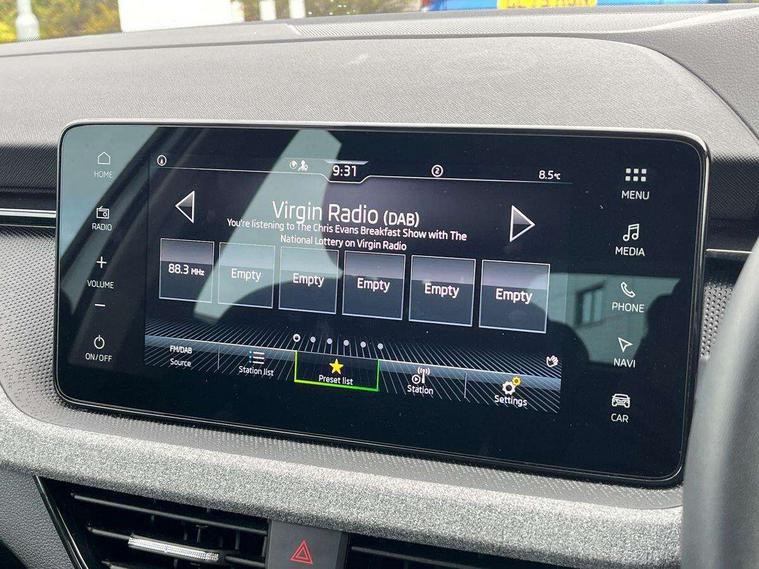 9:31
2
8.5°C
HOME
RADIO
VOLUME
ON/OFF
Virgin Radio (DAB)
You're listening to The Chris Evans Breakfast Show with The
National Lottery on Virgin Radio
88.3 MHz
Empty
Empty
Empty
Empty
Empty
FM/DAB
Source
Station list
Preset list
Station
Settings
MENU
MEDIA
PHONE
NAVI
CAR